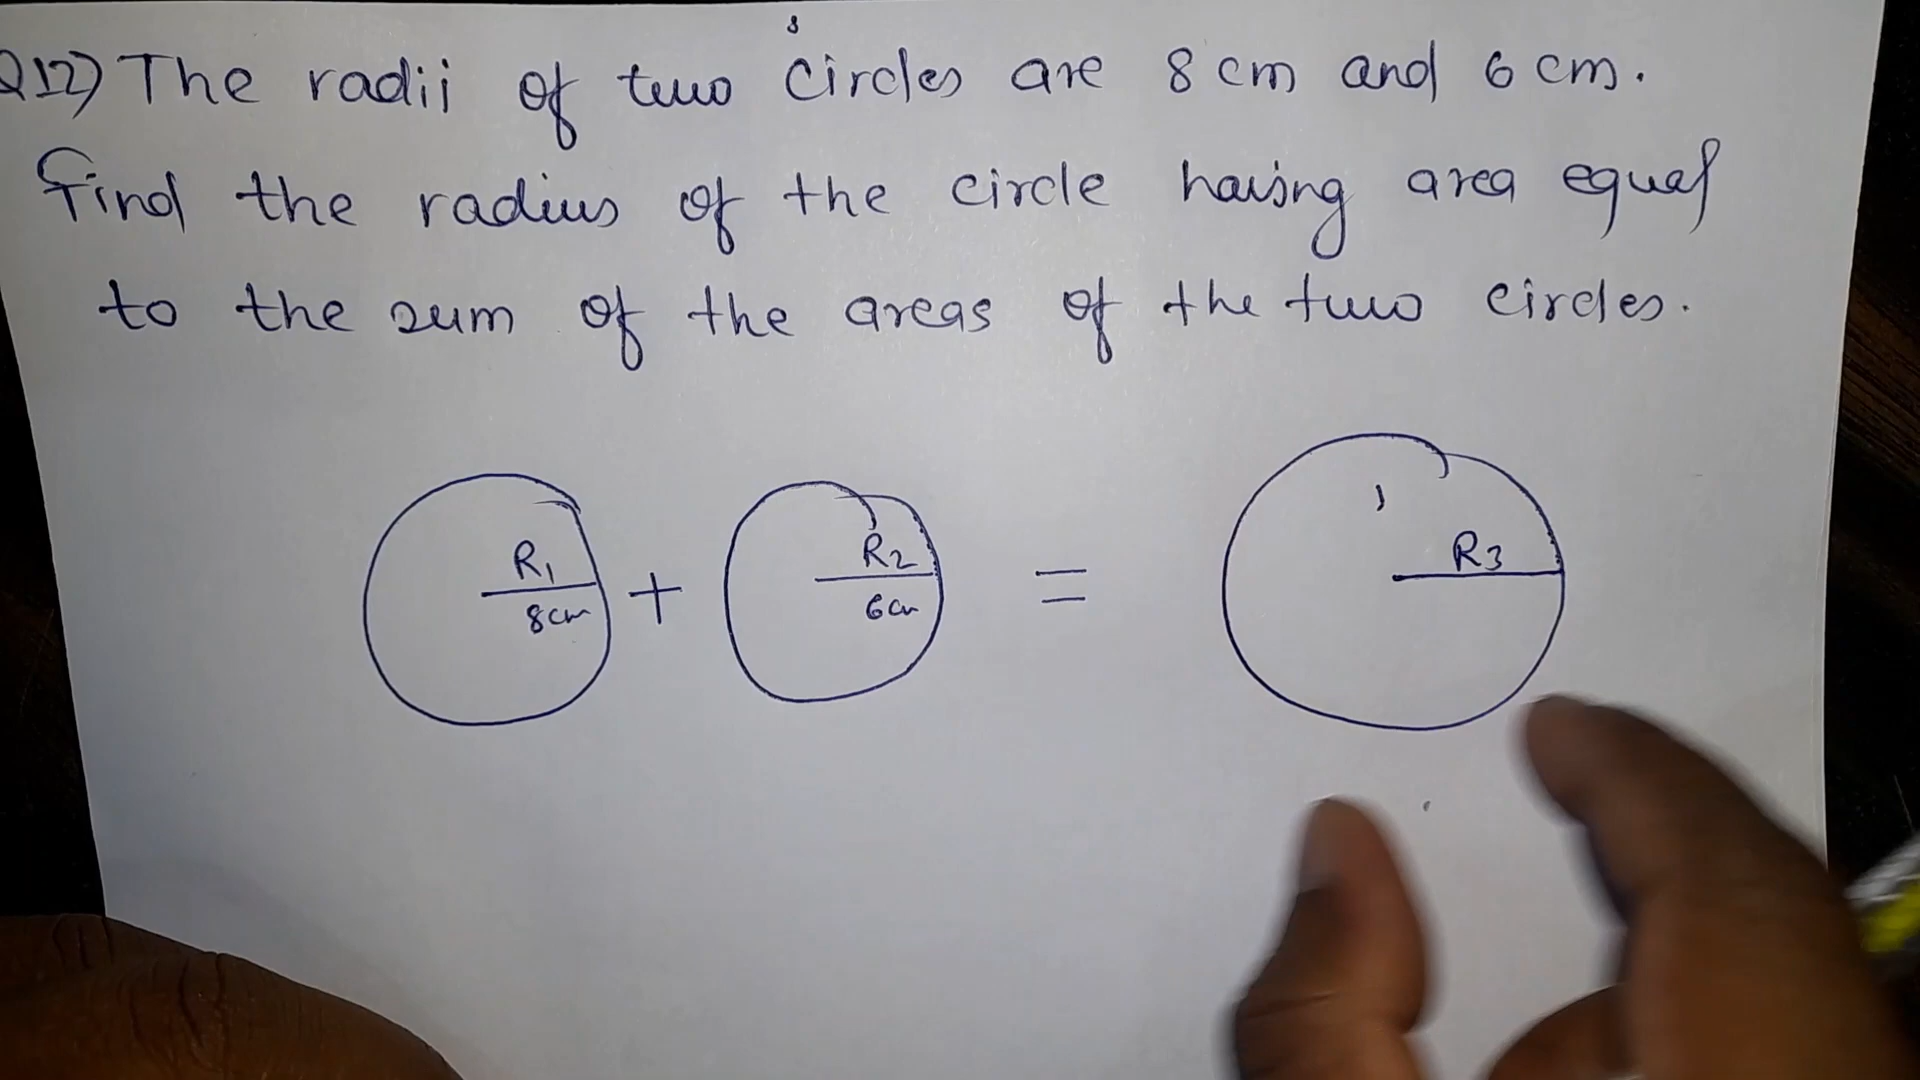 Q12) The radii of two circles are 8 cm and 6 cm.
Find the radius of the circle having area equal
to the sum of the areas of the two circles.
R1
8cm
+
R2
6cm
=
R3